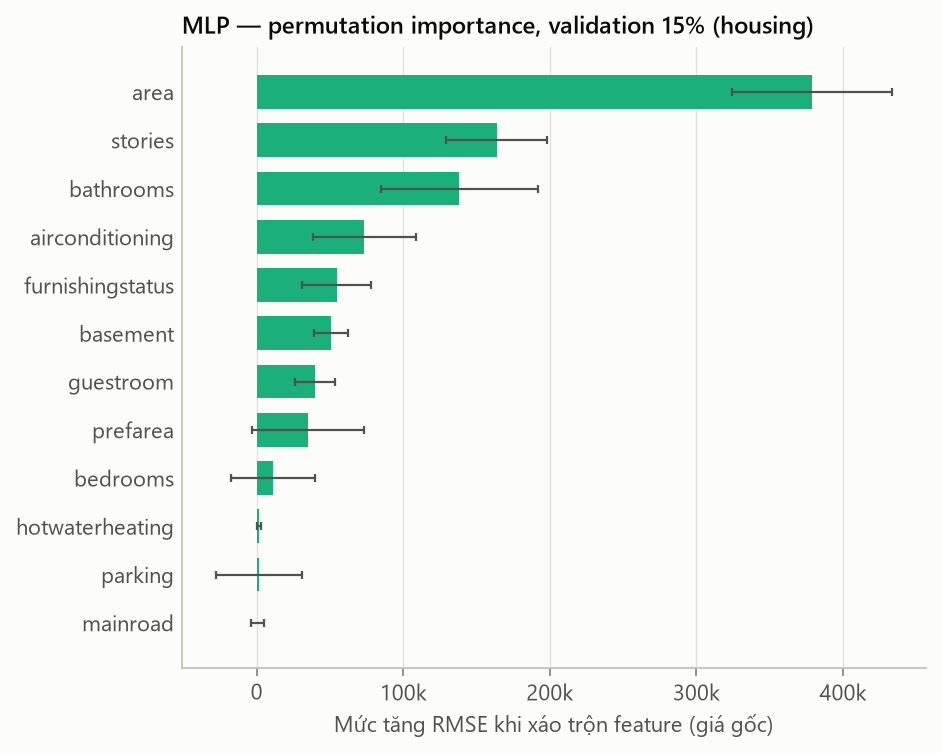 MLP — permutation importance, validation 15% (housing)
area
stories
bathrooms
airconditioning
furnishingstatus
basement
guestroom
prefarea
bedrooms
hotwaterheating
parking
mainroad
0 100k 200k 300k 400k
Mức tăng RMSE khi xáo trộn feature (giá gốc)